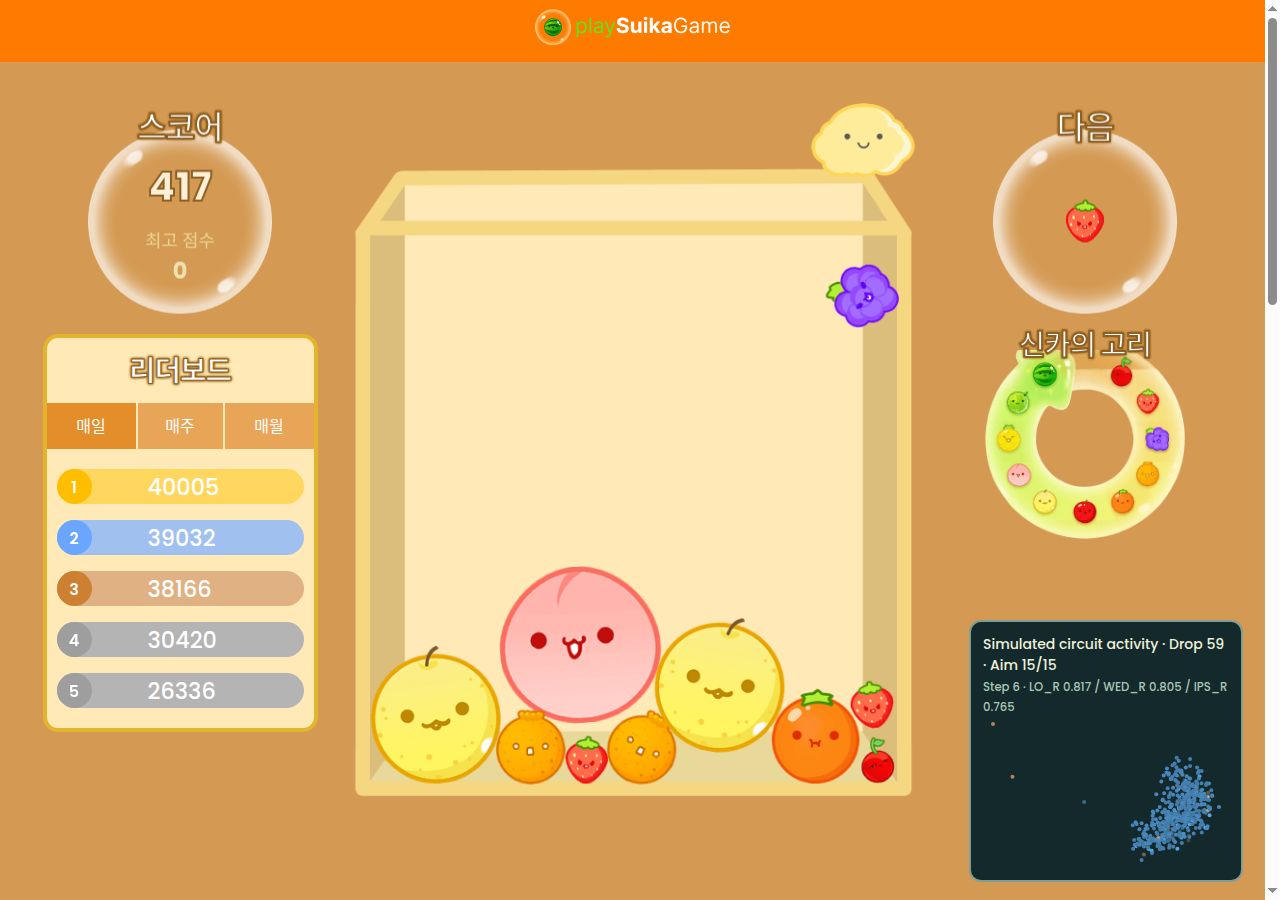 playSuikaGame
스코어
417
최고 점수
0
리더보드
매일
매주
매월
1 40005
2 39032
3 38166
4 30420
5 26336
다음
신카의 고리
Simulated circuit activity · Drop 59
· Aim 15/15
Step 6 · LO_R 0.817 / WED_R 0.805 / IPS_R
0.765